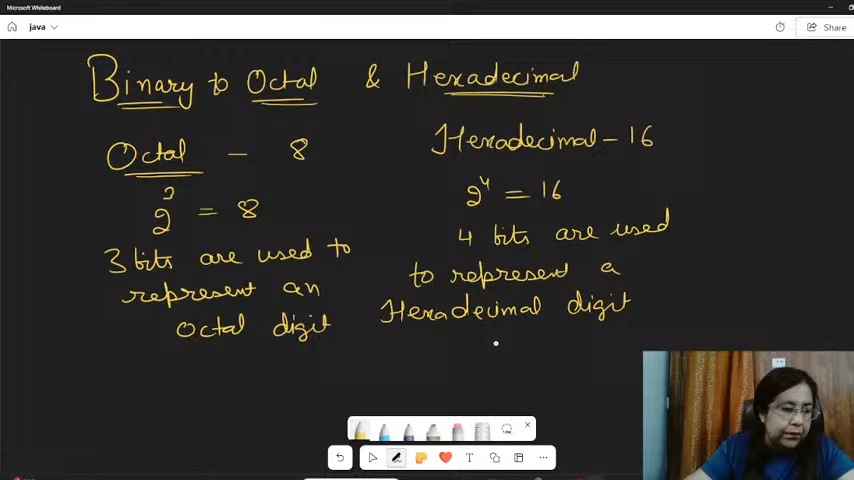 Microsoft Whiteboard
java
Share
Binary to Octal & Hexadecimal
Octal - 8
2³ = 8
3 bits are used to
represent an
Octal digit
Hexadecimal - 16
2⁴ = 16
4 bits are used
to represent a
Hexadecimal digit
T